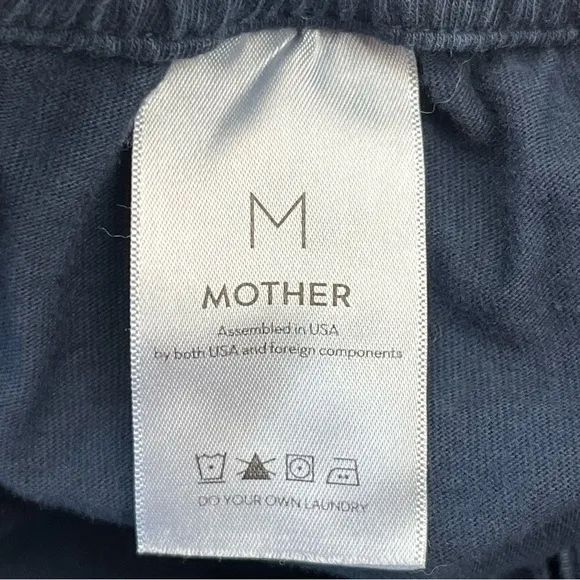 M
MOTHER
Assembled in USA
by both USA and foreign components
DO YOUR OWN LAUNDRY